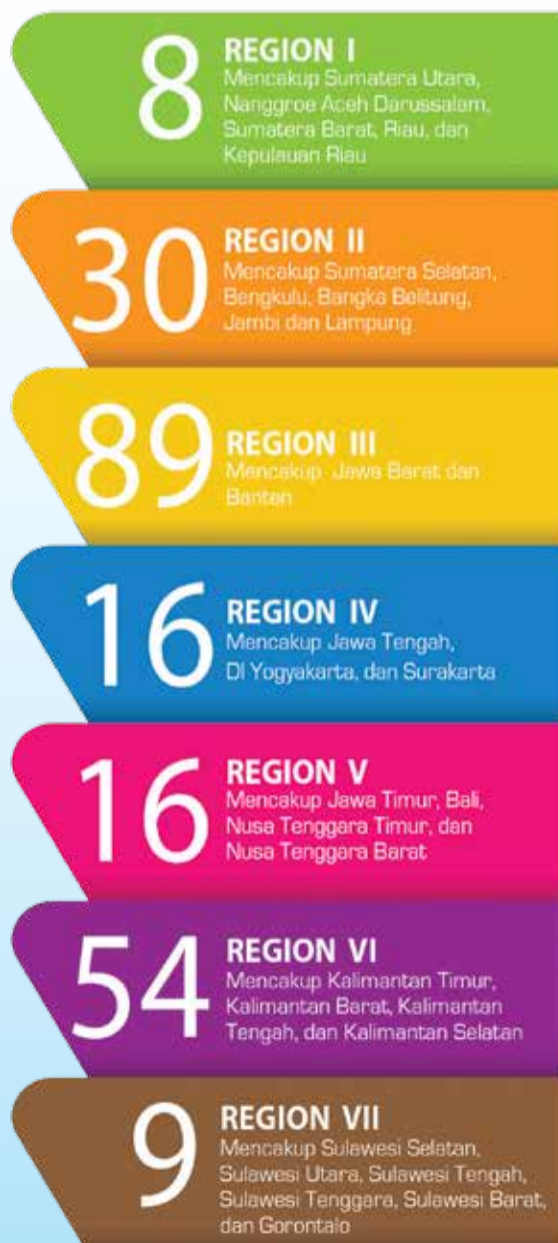 8
REGION I
Mencakup Sumatera Utara,
Nanggroe Aceh Darussalam,
Sumatera Barat, Riau, dan
Kepulauan Riau
30
REGION II
Mencakup Sumatera Selatan,
Bengkulu, Bangka Belitung,
Jambi dan Lampung
89
REGION III
Mencakup Jawa Barat dan
Banten
16
REGION IV
Mencakup Jawa Tengah,
DI Yogyakarta, dan Surakarta
16
REGION V
Mencakup Jawa Timur, Bali,
Nusa Tenggara Timur, dan
Nusa Tenggara Barat
54
REGION VI
Mencakup Kalimantan Timur,
Kalimantan Barat, Kalimantan
Tengah, dan Kalimantan Selatan
9
REGION VII
Mencakup Sulawesi Selatan,
Sulawesi Utara, Sulawesi Tengah,
Sulawesi Tenggara, Sulawesi Barat,
dan Gorontalo